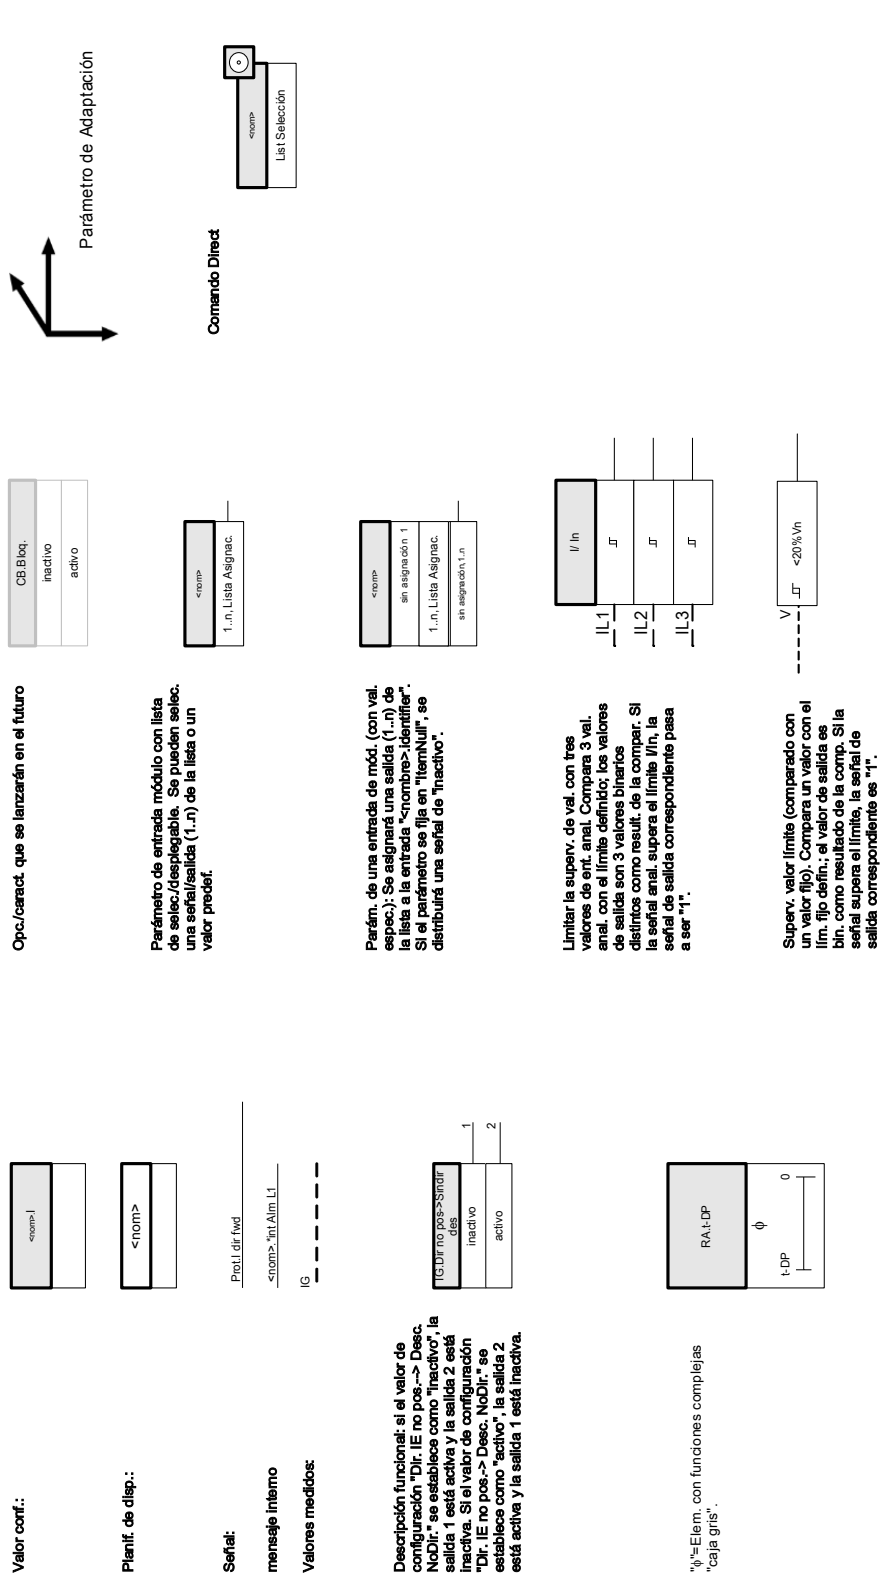 Valor conf.:
<nom>.I
Planif. de disp.:
<nom>
Señal:
Prot.I dir fwd
mensaje interno
<nom>.*int Alm L1
Valores medidos:
IG
Descripción funcional: si el valor de
configuración "Dir. IE no pos.--> Desc.
NoDir." se establece como "inactivo", la
salida 1 está activa y la salida 2 está
inactiva. Si el valor de configuración
"Dir. IE no pos.-> Desc. NoDir." se
establece como "activo", la salida 2
está activa y la salida 1 está inactiva.
IG.Dir no pos->Sindir
des
inactivo
activo
1
2
"ϕ"=Elem. con funciones complejas
"caja gris".
RA.t-DP
ϕ
t-DP
0
Opc./caract. que se lanzarán en el futuro
CB.Bloq.
inactivo
activo
Parámetro de entrada módulo con lista
de selec./desplegable. Se pueden selec.
una señal/salida (1..n) de la lista o un
valor predef.
<nom>
1..n, Lista Asignac.
Parám. de una entrada de mód. (con val.
espec.): Se asignará una salida (1..n) de
la lista a la entrada "<nombre>.identifier".
Si el parámetro se fija en "ItemNull", se
distribuirá una señal de "inactivo".
<nom>
sin asignación 1
1..n, Lista Asignac.
sin asignación,1..n
Limitar la superv. de val. con tres
valores de ent. anal. Compara 3 val.
anal. con el límite definido; los valores
de salida son 3 valores binarios
distintos como result. de la compar. Si
la señal anal. supera el límite I/In, la
señal de salida correspondiente pasa
a ser "1".
I/ In
IL1
IL2
IL3
Superv. valor límite (comparado con
un valor fijo). Compara un valor con el
lím. fijo defin.; el valor de salida es
bin. como resultado de la comp. Si la
señal supera el límite, la señal de
salida correspondiente es "1".
V
<20%Vn
Parámetro de Adaptación
Comando Direct
<nom>
List Selección